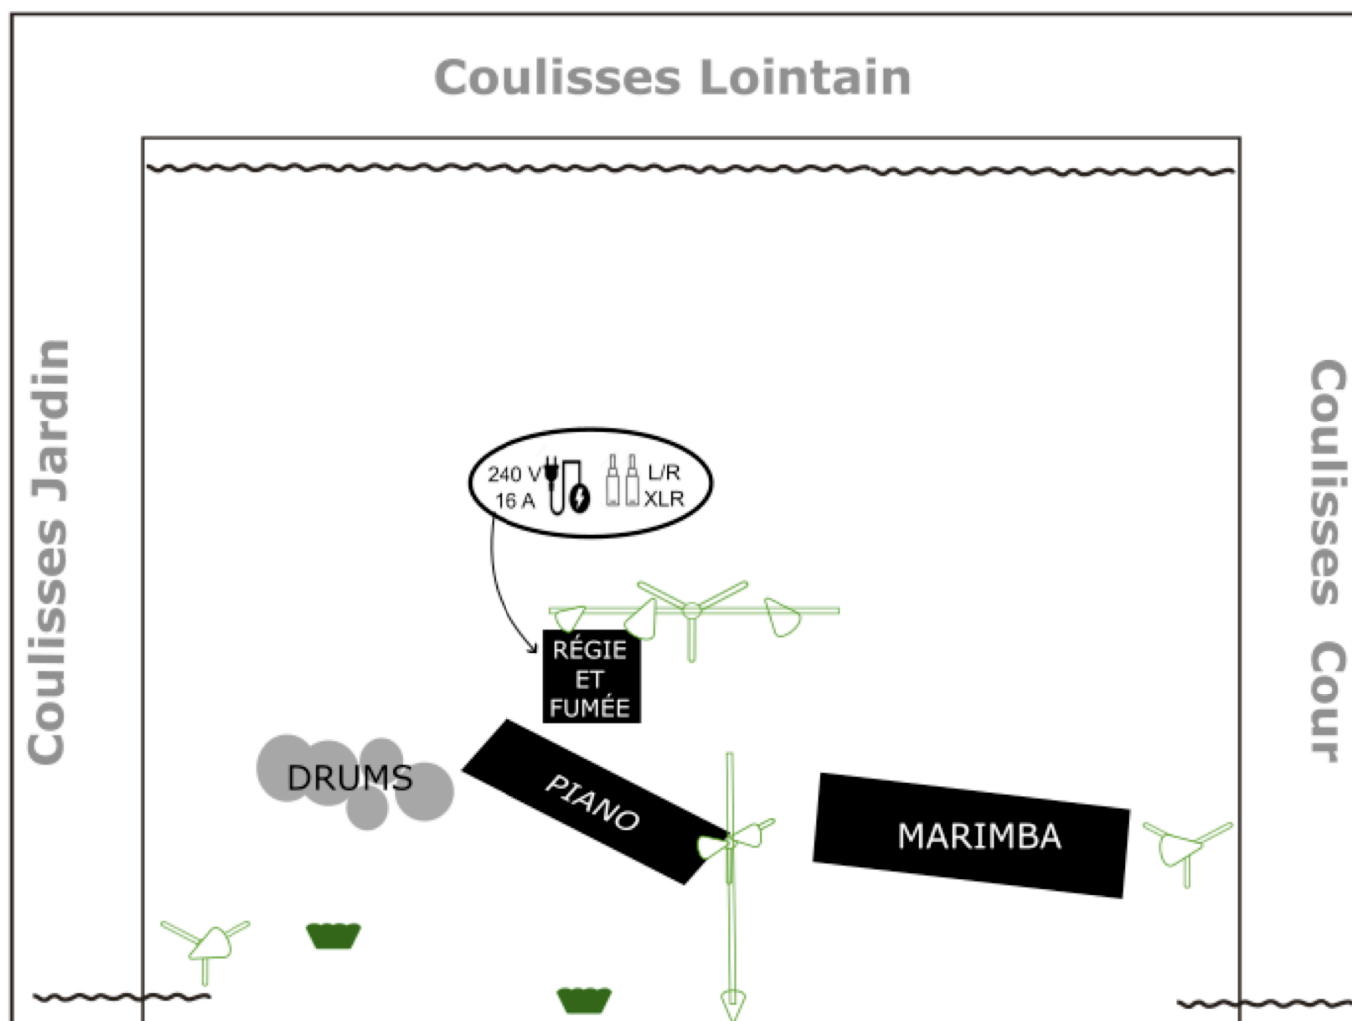 Coulisses Lointain
Coulisses Jardin
Coulisses Cour
240 V
16 A
L/R
XLR
RÉGIE
ET
FUMÉE
DRUMS
PIANO
MARIMBA